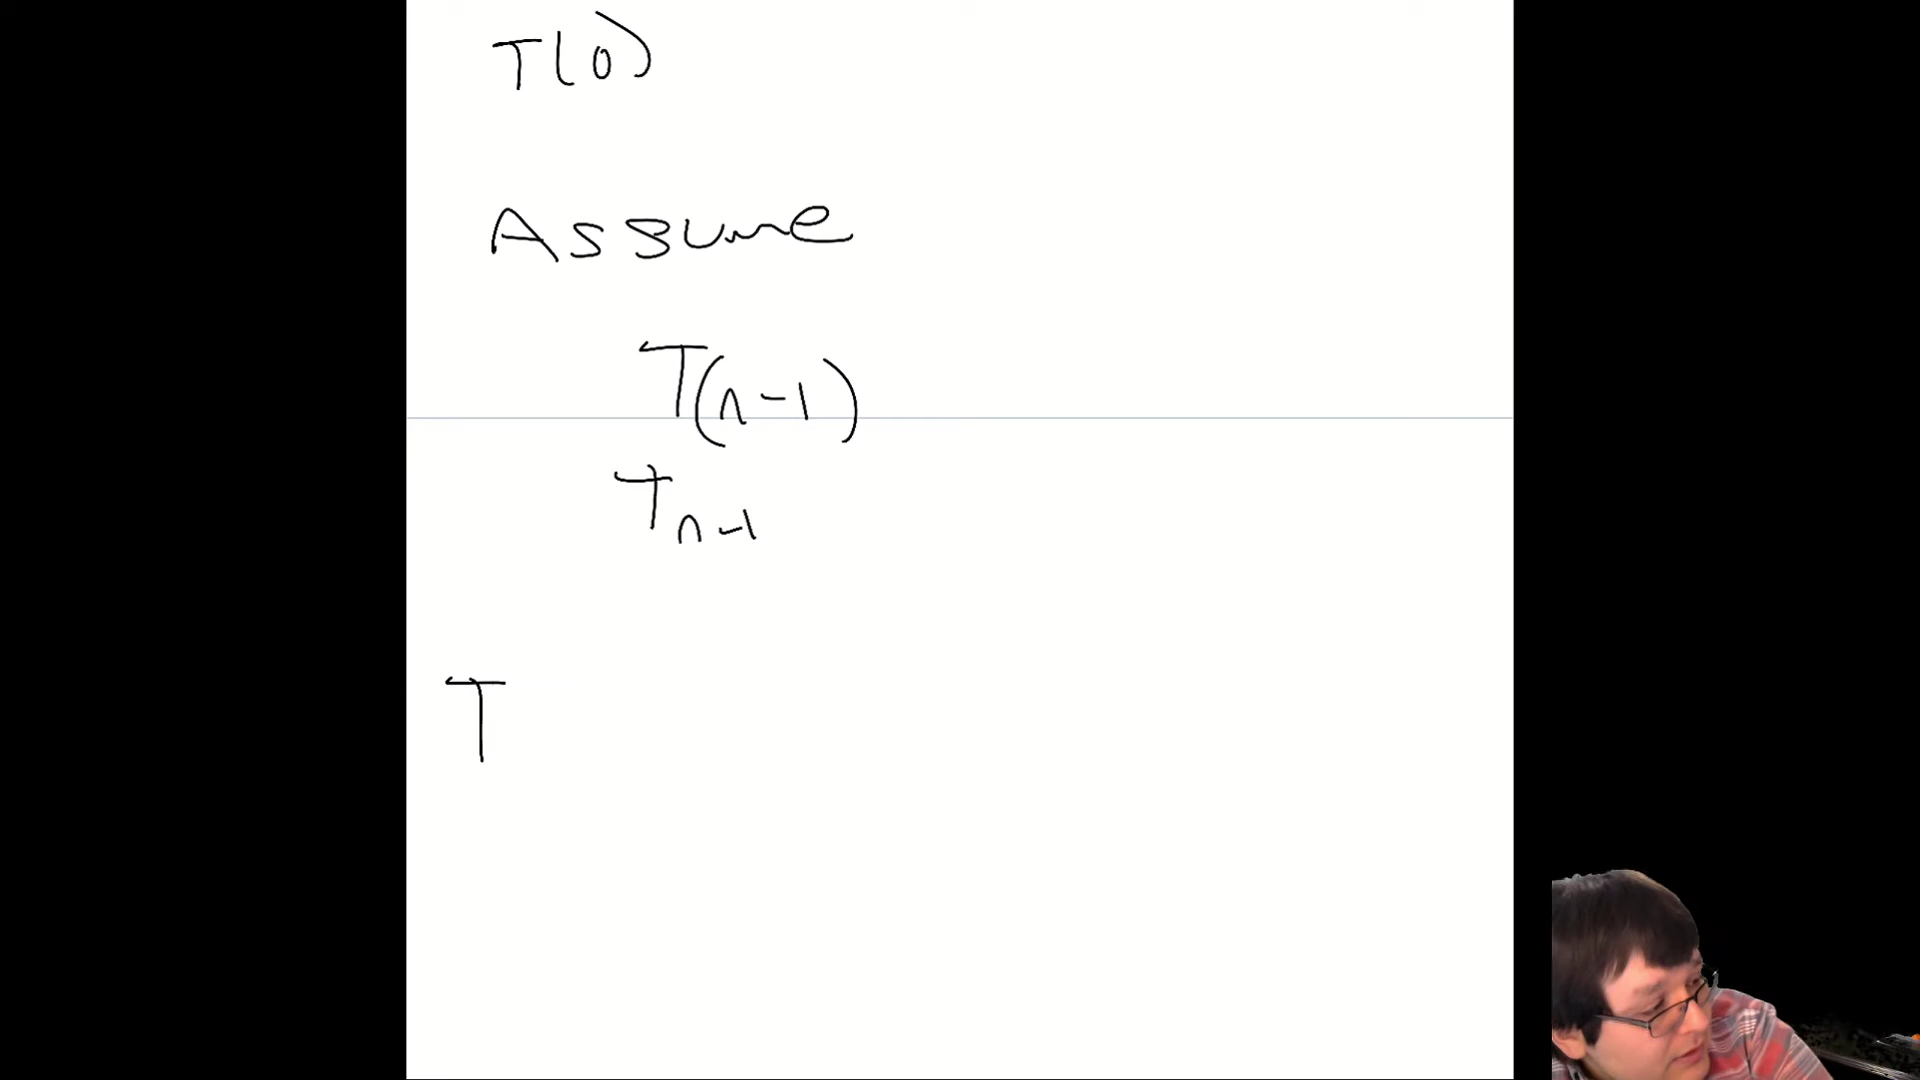 T(0)
Assume
T(n-1)
T_{n-1}
T